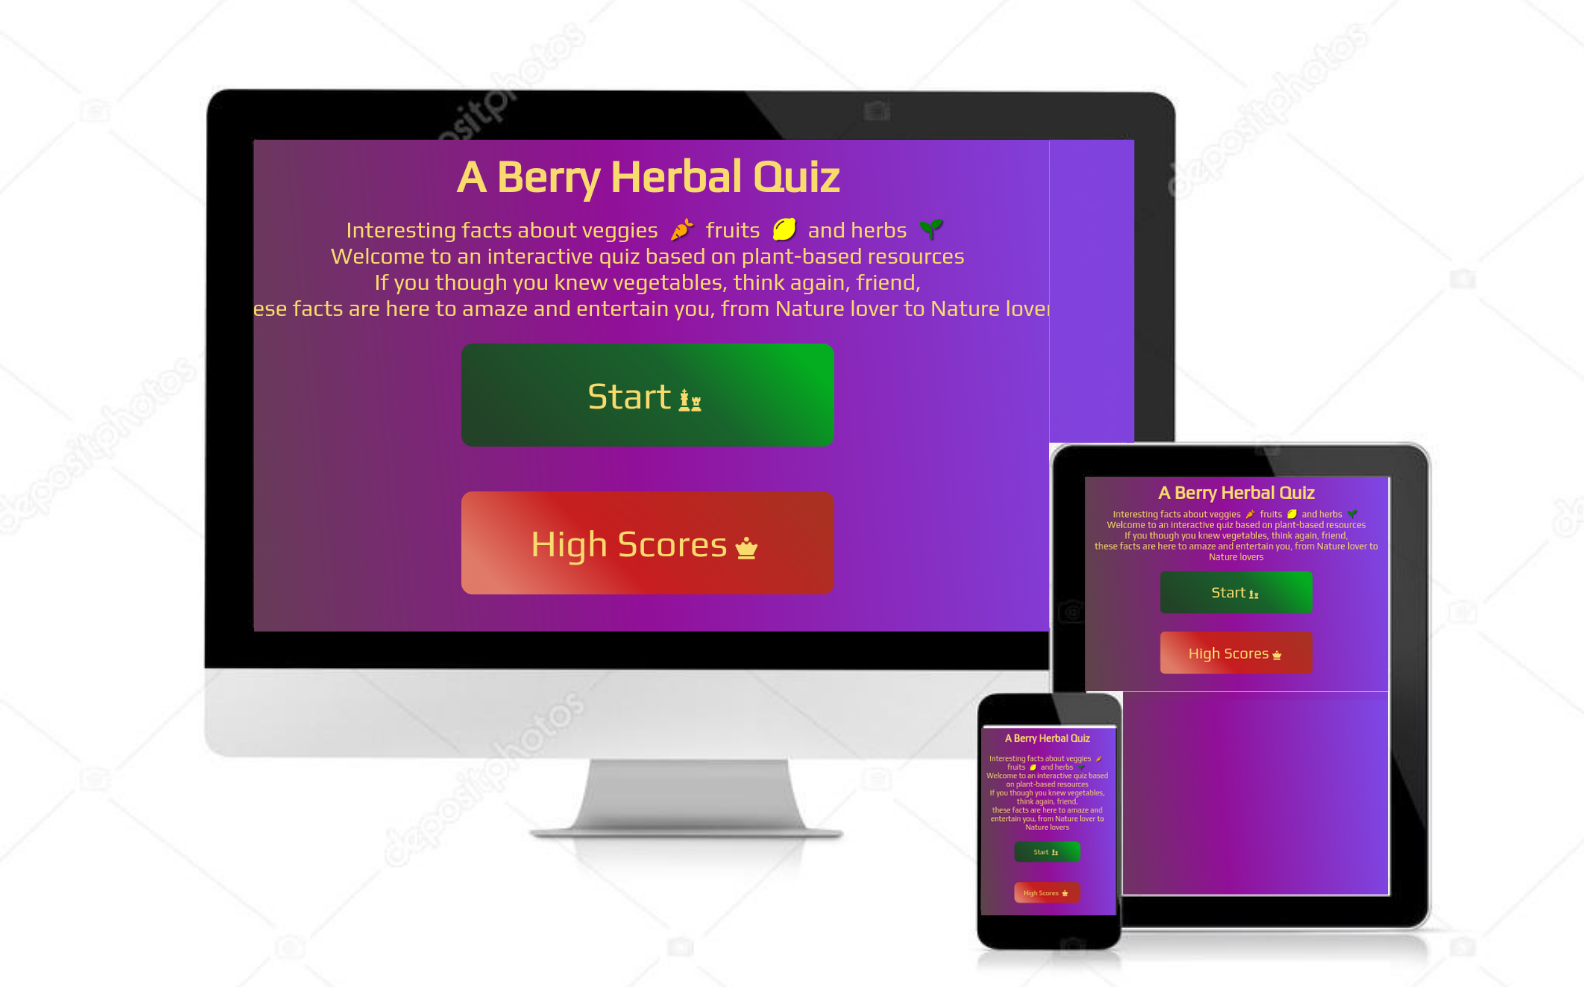 depositphotos
ositphotos
A Berry Herbal Quiz
Interesting facts about veggies fruits and herbs
Welcome to an interactive quiz based on plant-based resources
If you though you knew vegetables, think again, friend,
ese facts are here to amaze and entertain you, from Nature lover to Nature lover
Start
High Scores
depositphotos
A Berry Herbal Quiz
Interesting facts about veggies fruits and herbs
Welcome to an interactive quiz based on plant-based resources
If you though you knew vegetables, think again, friend,
these facts are here to amaze and entertain you, from Nature lover to
Nature lovers
Start
High Scores
A Berry Herbal Quiz
Interesting facts about veggies
fruits and herbs
Welcome to an interactive quiz based
on plant-based resources
If you though you knew vegetables,
think again, friend,
these facts are here to amaze and
entertain you, from Nature lover to
Nature lovers
Start
High Scores
depositphotos